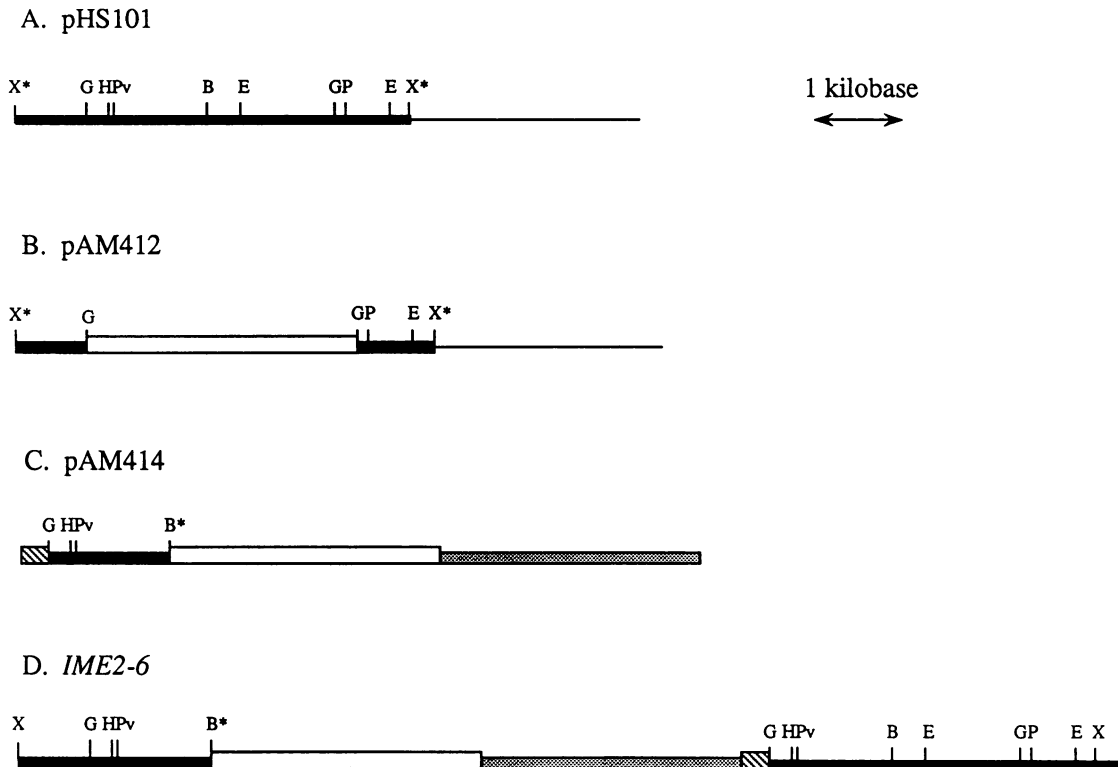 A. pHS101
X* G HPv B E GP E X*
1 kilobase
B. pAM412
X* G GP E X*
C. pAM414
G HPv B*
D. IME2-6
X G HPv B* G HPv B E GP E X